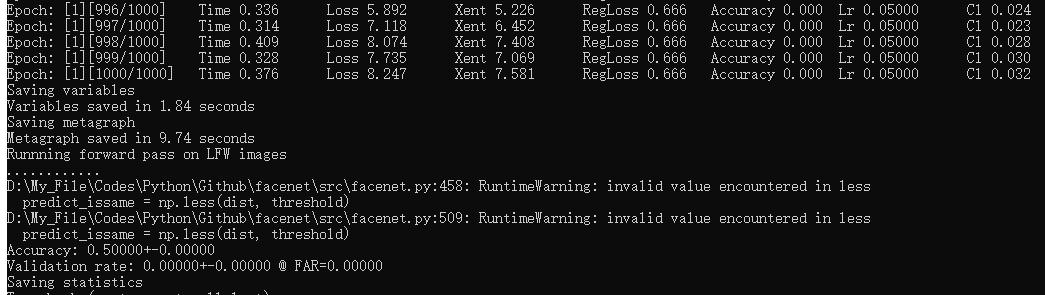 Epoch: [1][996/1000] Time 0.336 Loss 5.892 Xent 5.226 RegLoss 0.666 Accuracy 0.000 Lr 0.05000 Cl 0.024
Epoch: [1][997/1000] Time 0.314 Loss 7.118 Xent 6.452 RegLoss 0.666 Accuracy 0.000 Lr 0.05000 Cl 0.023
Epoch: [1][998/1000] Time 0.409 Loss 8.074 Xent 7.408 RegLoss 0.666 Accuracy 0.000 Lr 0.05000 Cl 0.028
Epoch: [1][999/1000] Time 0.328 Loss 7.735 Xent 7.069 RegLoss 0.666 Accuracy 0.000 Lr 0.05000 Cl 0.030
Epoch: [1][1000/1000] Time 0.376 Loss 8.247 Xent 7.581 RegLoss 0.666 Accuracy 0.000 Lr 0.05000 Cl 0.032
Saving variables
Variables saved in 1.84 seconds
Saving metagraph
Metagraph saved in 9.74 seconds
Runnning forward pass on LFW images
............
D:\My_File\Codes\Python\Github\facenet\src\facenet.py:458: RuntimeWarning: invalid value encountered in less
predict_issame = np.less(dist, threshold)
D:\My_File\Codes\Python\Github\facenet\src\facenet.py:509: RuntimeWarning: invalid value encountered in less
predict_issame = np.less(dist, threshold)
Accuracy: 0.50000+-0.00000
Validation rate: 0.00000+-0.00000 @ FAR=0.00000
Saving statistics